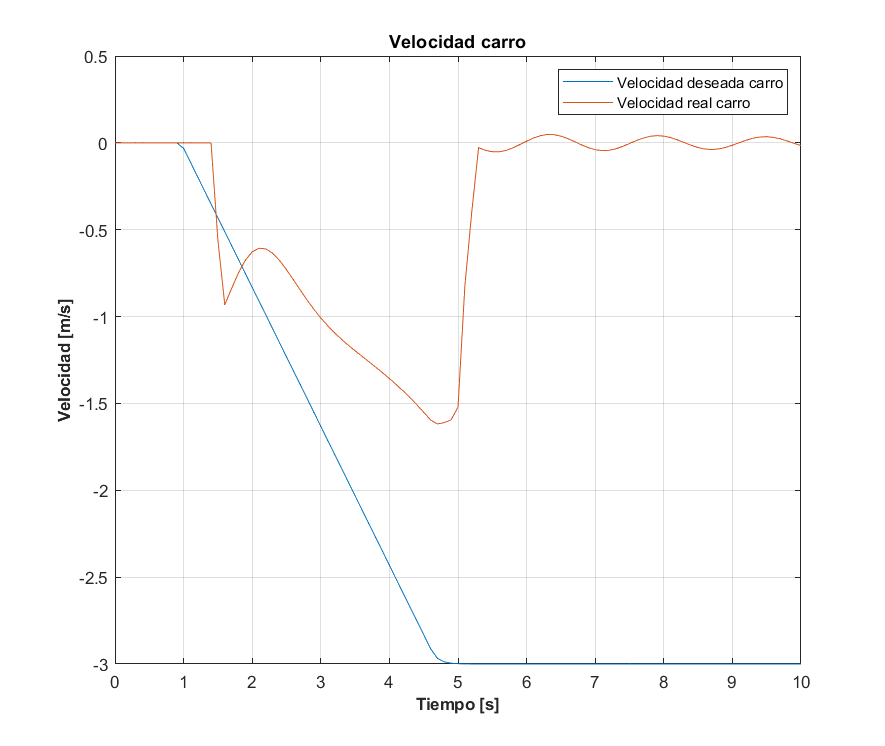 Velocidad carro
Velocidad deseada carro
Velocidad real carro
0.5
0
-0.5
-1
-1.5
-2
-2.5
-3
Velocidad [m/s]
0 1 2 3 4 5 6 7 8 9 10
Tiempo [s]